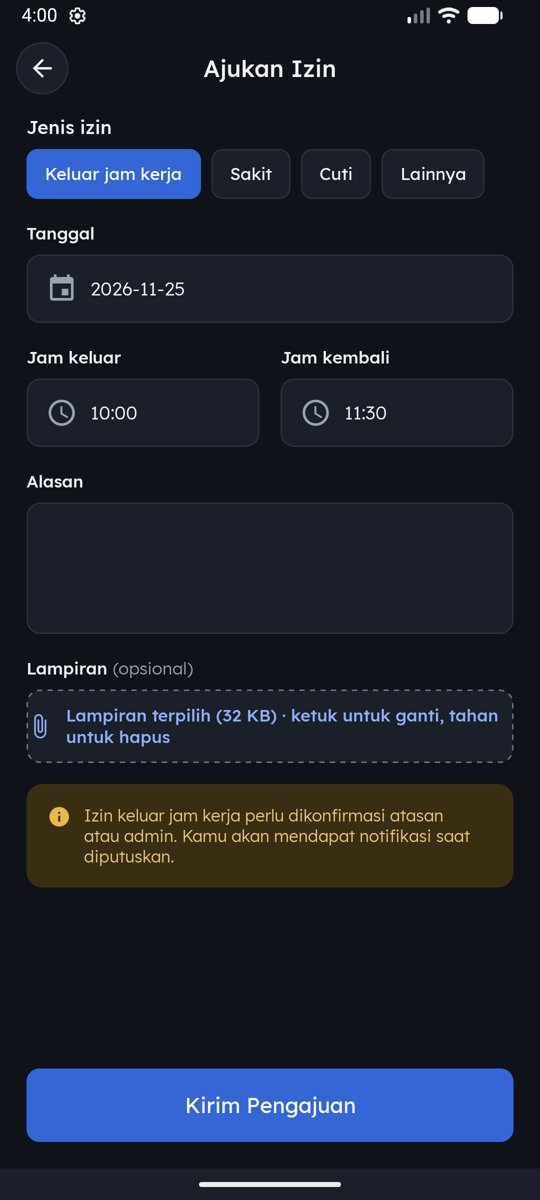 4:00
Ajukan Izin
Jenis izin
Keluar jam kerja
Sakit
Cuti
Lainnya
Tanggal
2026-11-25
Jam keluar
Jam kembali
10:00
11:30
Alasan
Lampiran (opsional)
Lampiran terpilih (32 KB) · ketuk untuk ganti, tahan
untuk hapus
Izin keluar jam kerja perlu dikonfirmasi atasan
atau admin. Kamu akan mendapat notifikasi saat
diputuskan.
Kirim Pengajuan